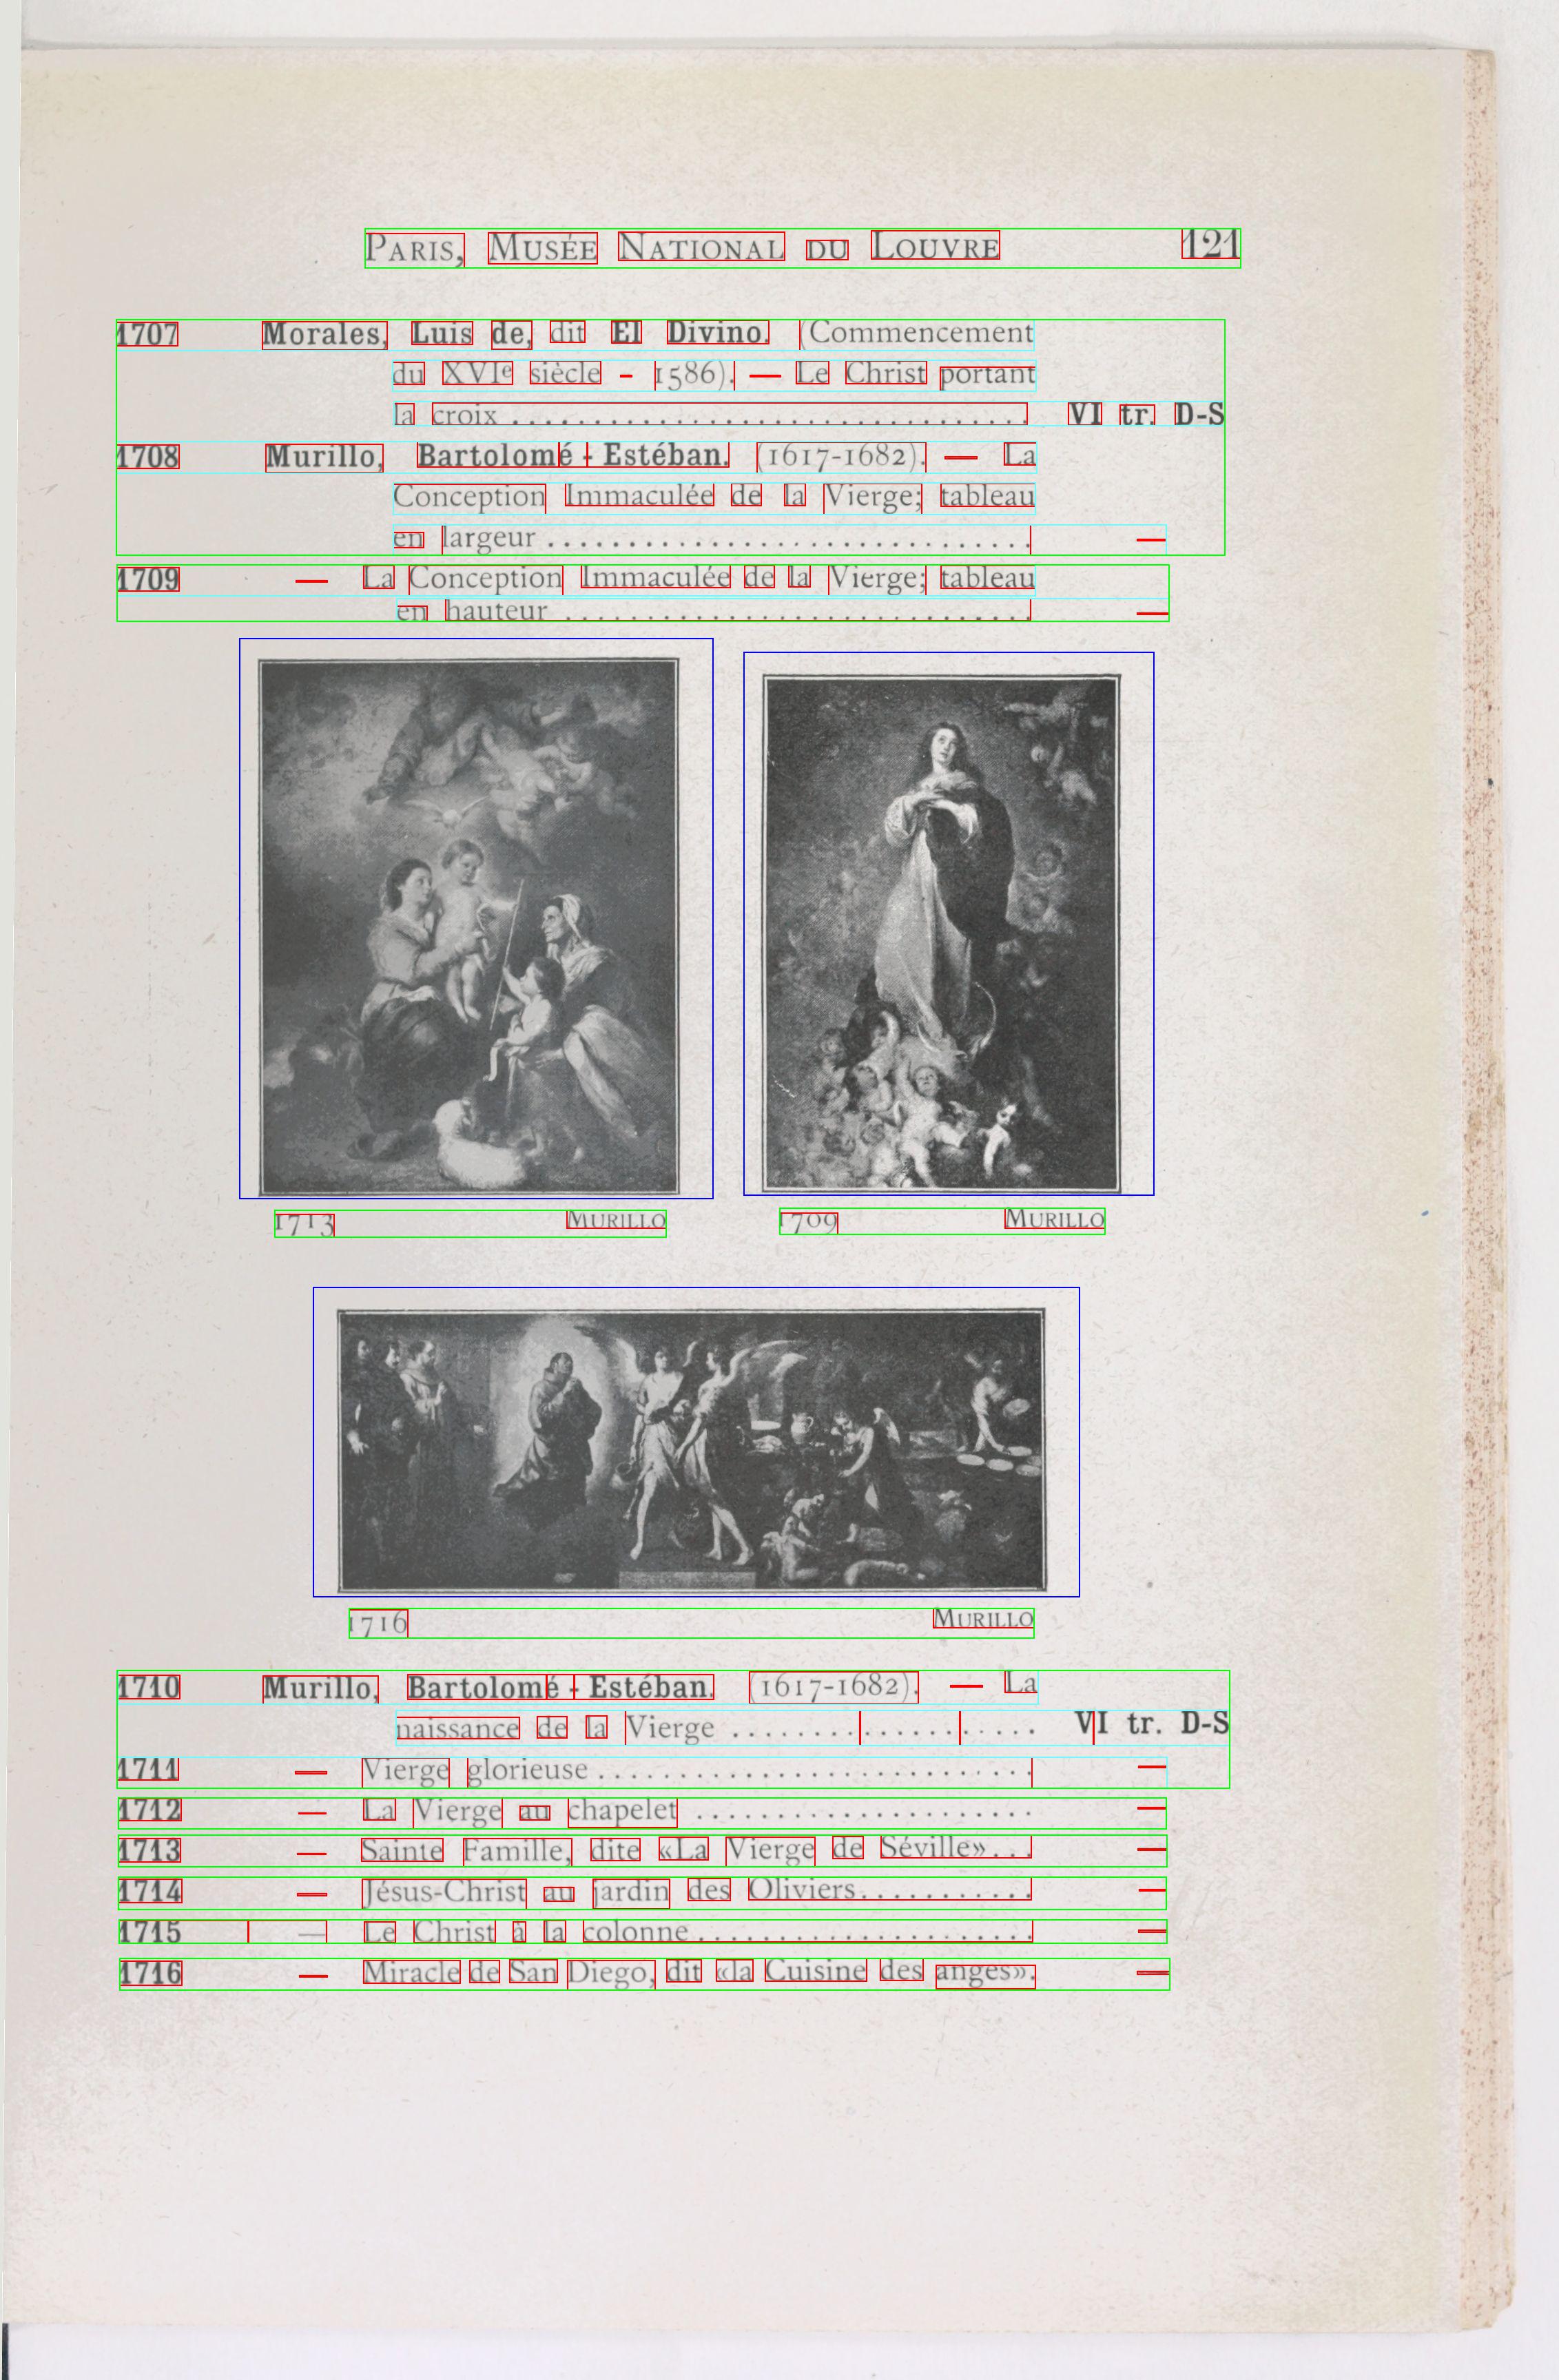 PARIS, MUSÉE NATIONAL DU LOUVRE 121
1707 Morales, Luis de, dit El Divino. (Commencement
du XVIe siècle - 1586). — Le Christ portant
la croix ................................ VI tr. D-S
1708 Murillo, Bartolomé - Estéban. (1617-1682). — La
Conception Immaculée de la Vierge; tableau
en largeur .............................. —
1709 — La Conception Immaculée de la Vierge; tableau
en hauteur ............................. —
1713 MURILLO
1709 MURILLO
1716 MURILLO
1710 Murillo, Bartolomé - Estéban. (1617-1682). — La
naissance de la Vierge ................... VI tr. D-S
1711 — Vierge glorieuse ........................... —
1712 — La Vierge au chapelet ..................... —
1713 — Sainte Famille, dite «La Vierge de Séville»... —
1714 — Jésus-Christ au jardin des Oliviers........... —
1715 — Le Christ à la colonne..................... —
1716 — Miracle de San Diego, dit «la Cuisine des anges». —